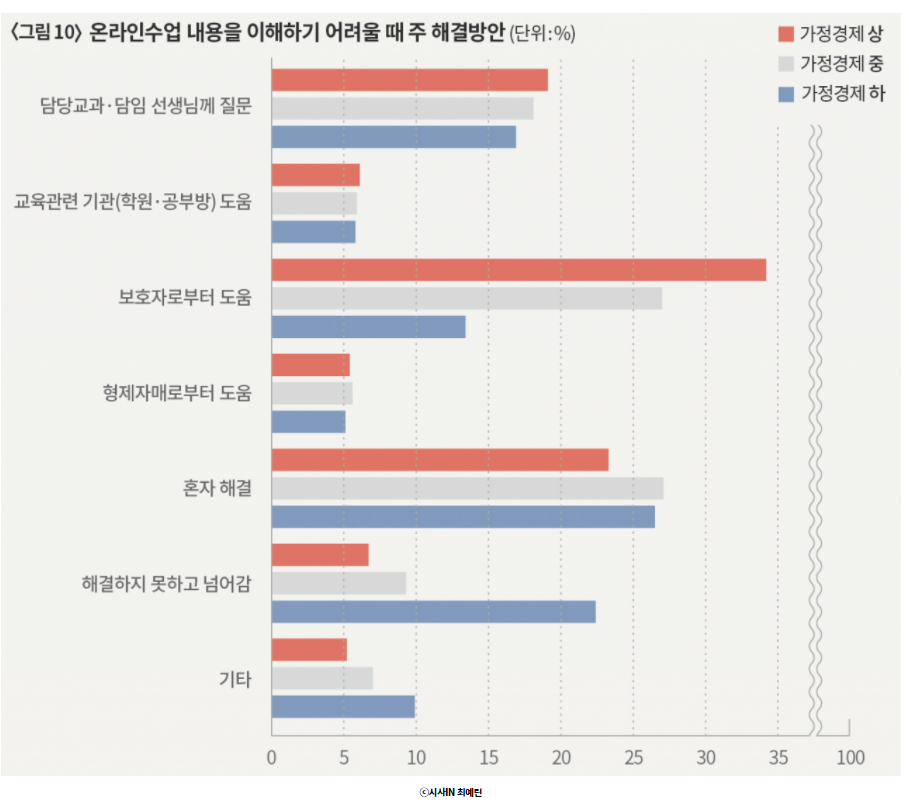 〈그림 10〉 온라인수업 내용을 이해하기 어려울 때 주 해결방안 (단위:%)
가정경제 상
가정경제 중
가정경제 하
담당교과·담임 선생님께 질문
교육관련 기관(학원·공부방) 도움
보호자로부터 도움
형제자매로부터 도움
혼자 해결
해결하지 못하고 넘어감
기타
0 5 10 15 20 25 30 35 100
ⓒ시사IN 최예린